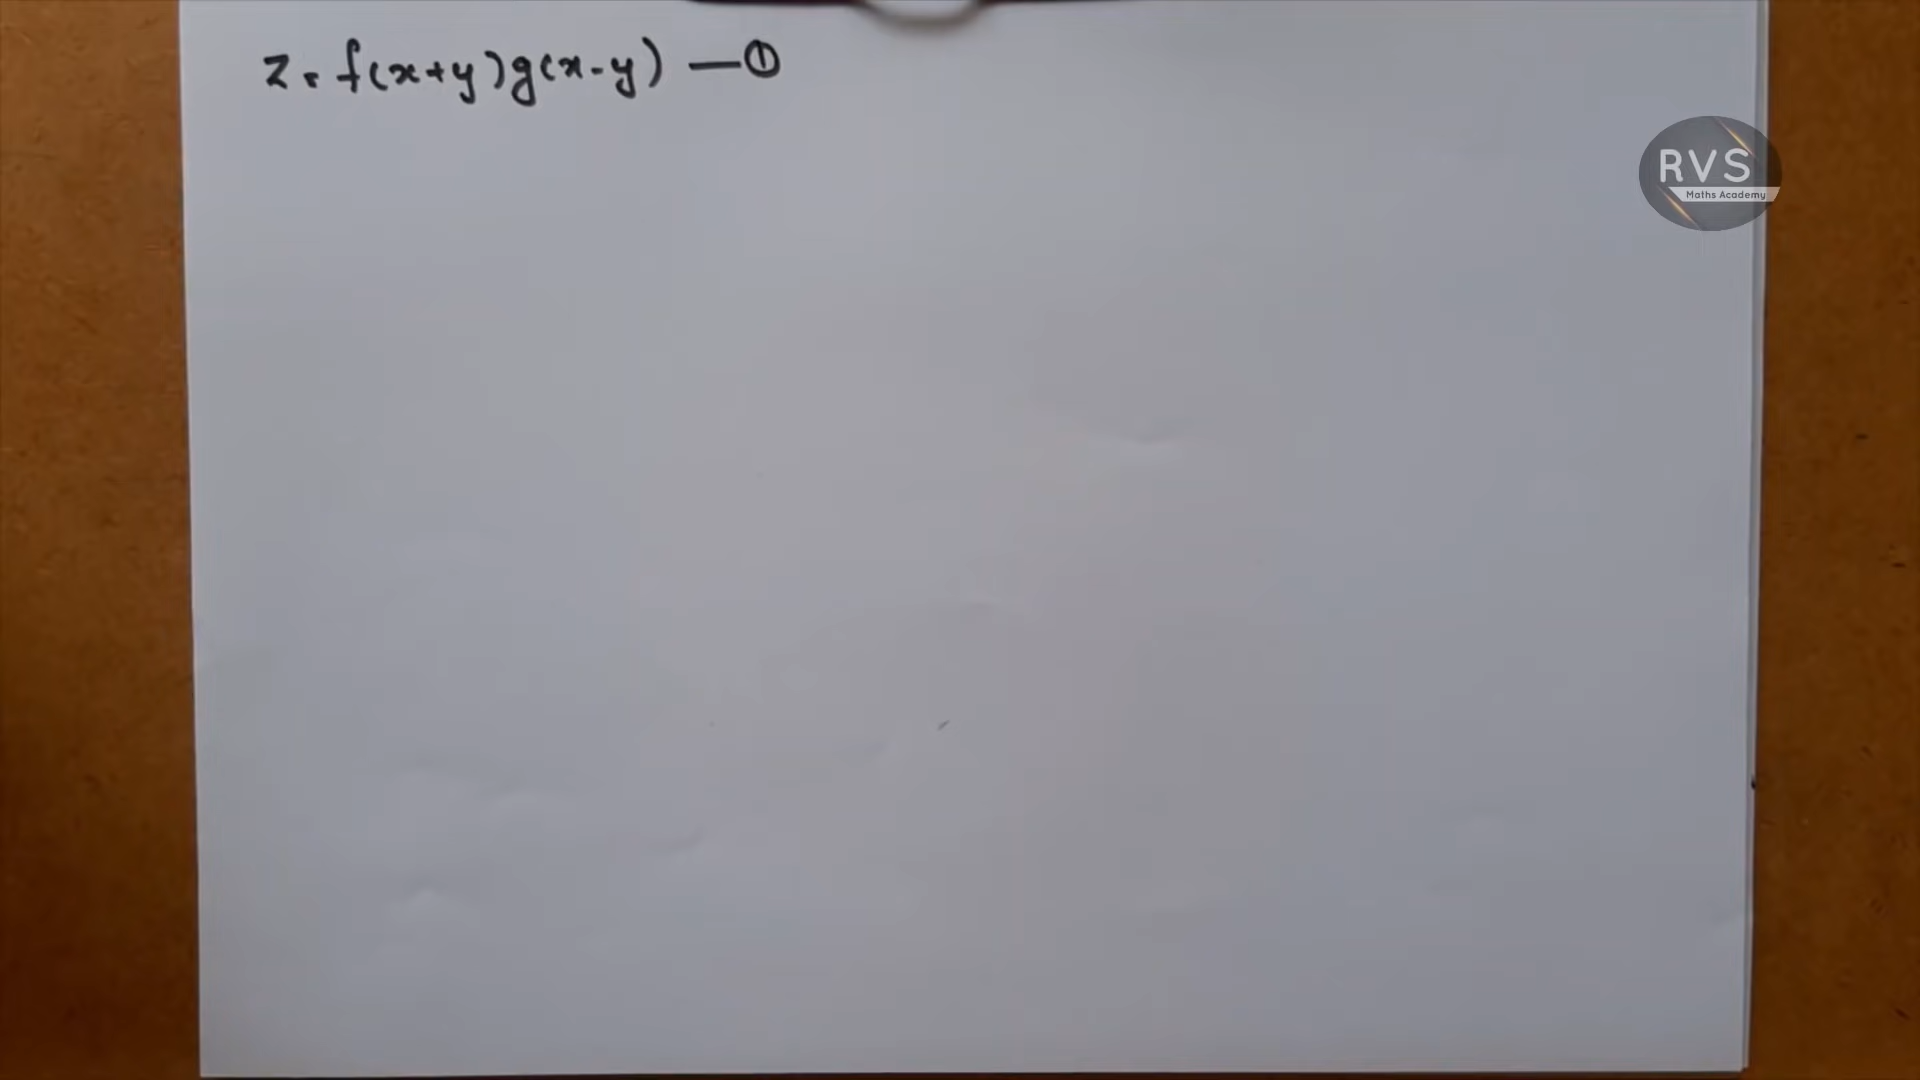 z = f(x+y)g(x-y) — ①
RVS
Maths Academy